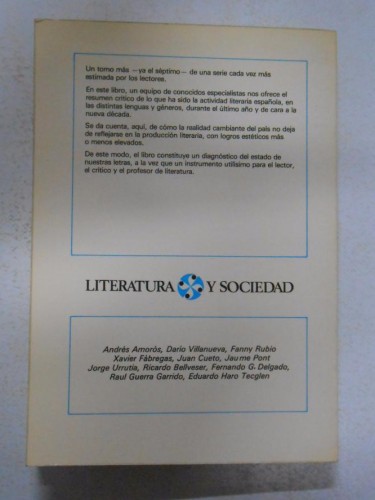 Un tomo más —ya el séptimo— de una serie cada vez más
estimada por los lectores.
En este libro, un equipo de conocidos especialistas nos ofrece el
resumen crítico de lo que ha sido la actividad literaria española, en
las distintas lenguas y géneros, durante el último año y de cara a la
nueva década.
Se da cuenta, aquí, de cómo la realidad cambiante del país no deja
de reflejarse en la producción literaria, con logros estéticos más
o menos elevados.
De este modo, el libro constituye un diagnóstico del estado de
nuestras letras, a la vez que un instrumento utilísimo para el lector,
el crítico y el profesor de literatura.
LITERATURA Y SOCIEDAD
Andrés Amorós, Darío Villanueva, Fanny Rubio
Xavier Fábregas, Juan Cueto, Jaume Pont
Jorge Urrutia, Ricardo Bellveser, Fernando G. Delgado,
Raul Guerra Garrido, Eduardo Haro Tecglen